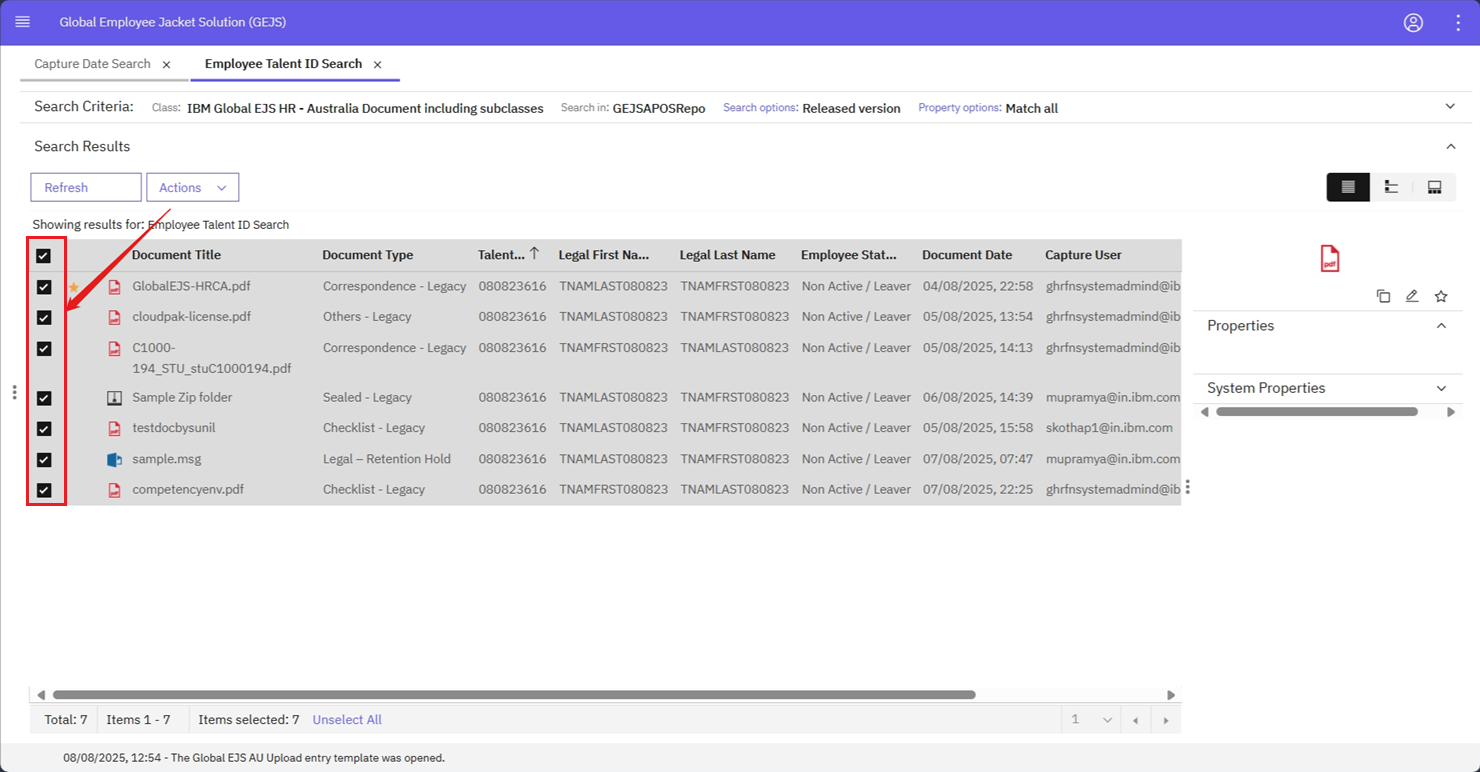 Global Employee Jacket Solution (GEJS)
Capture Date Search × Employee Talent ID Search ×
Search Criteria: Class: IBM Global EJS HR - Australia Document including subclasses Search in: GEJSAPOSRepo Search options: Released version Property options: Match all
Search Results
Refresh Actions
Showing results for: Employee Talent ID Search
Document Title Document Type Talent... ↑ Legal First Na... Legal Last Name Employee Stat... Document Date Capture User
GlobalEJS-HRCA.pdf Correspondence - Legacy 080823616 TNAMLAST080823 TNAMFRST080823 Non Active / Leaver 04/08/2025, 22:58 ghrfnsystemadmind@ib
cloudpak-license.pdf Others - Legacy 080823616 TNAMFRST080823 TNAMLAST080823 Non Active / Leaver 05/08/2025, 13:54 ghrfnsystemadmind@ib
C1000- Correspondence - Legacy 080823616 TNAMFRST080823 TNAMLAST080823 Non Active / Leaver 05/08/2025, 14:13 ghrfnsystemadmind@ib
194_STU_stuC1000194.pdf
Sample Zip folder Sealed - Legacy 080823616 TNAMLAST080823 TNAMFRST080823 Non Active / Leaver 06/08/2025, 14:39 mupramya@in.ibm.com
testdocbysunil Checklist - Legacy 080823616 TNAMFRST080823 TNAMLAST080823 Non Active / Leaver 05/08/2025, 15:58 skothap1@in.ibm.com
sample.msg Legal – Retention Hold 080823616 TNAMLAST080823 TNAMFRST080823 Non Active / Leaver 07/08/2025, 07:47 mupramya@in.ibm.com
competencyenv.pdf Checklist - Legacy 080823616 TNAMFRST080823 TNAMLAST080823 Non Active / Leaver 07/08/2025, 22:25 ghrfnsystemadmind@ib
pdf
Properties
System Properties
Total: 7 Items 1 - 7 Items selected: 7 Unselect All 1
08/08/2025, 12:54 - The Global EJS AU Upload entry template was opened.